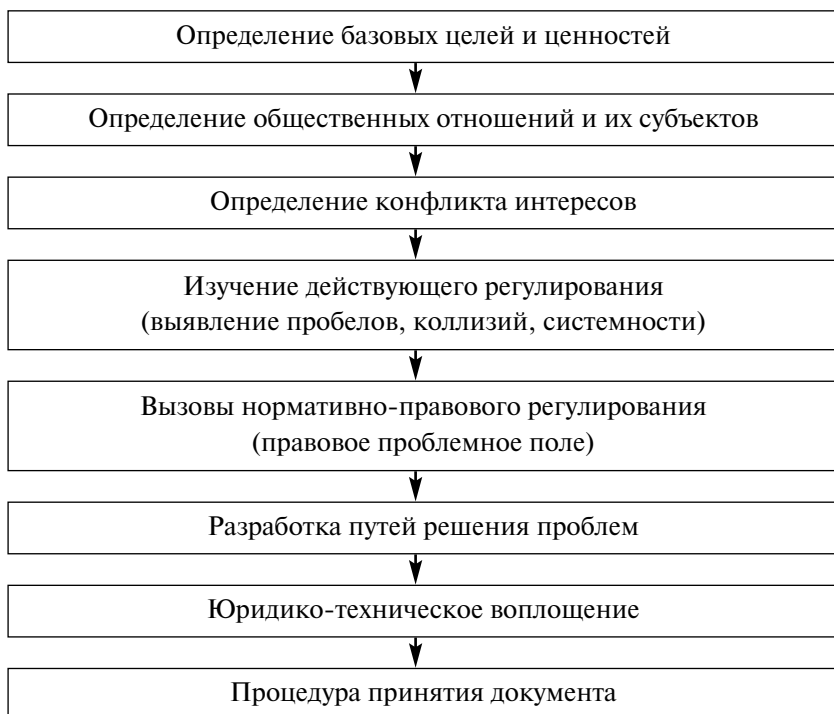 Определение базовых целей и ценностей
Определение общественных отношений и их субъектов
Определение конфликта интересов
Изучение действующего регулирования
(выявление пробелов, коллизий, системности)
Вызовы нормативно-правового регулирования
(правовое проблемное поле)
Разработка путей решения проблем
Юридико-техническое воплощение
Процедура принятия документа